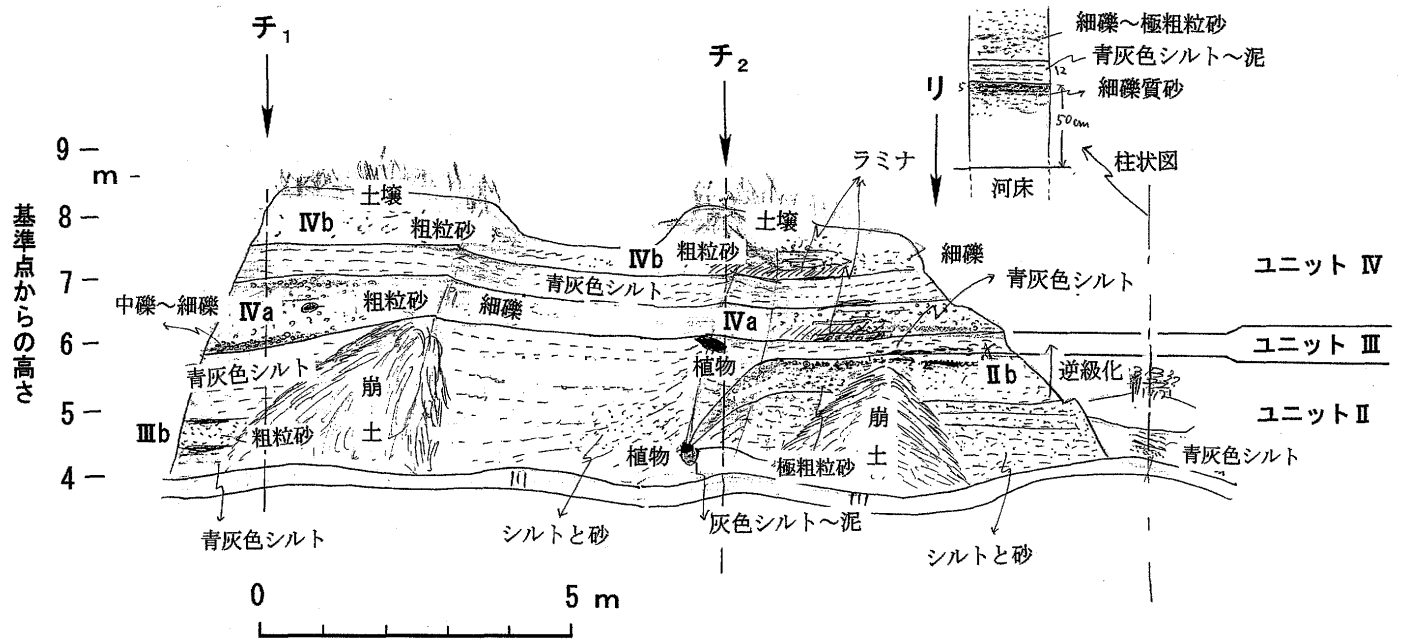 チ₁
チ₂
リ
細礫～極粗粒砂
青灰色シルト～泥
12
5
細礫質砂
50cm
河床
柱状図
ラミナ
9
m
8
7
6
5
4
基準点からの高さ
土壌
Ⅳb
粗粒砂
土壌
粗粒砂
Ⅳb
細礫
青灰色シルト
青灰色シルト
ユニット Ⅳ
中礫～細礫
Ⅳa
粗粒砂
細礫
Ⅳa
ユニット Ⅲ
青灰色シルト
植物
Ⅱb
逆級化
崩
土
崩
土
ユニットⅡ
Ⅲb
粗粒砂
植物
極粗粒砂
青灰色シルト
川
川
青灰色シルト
シルトと砂
灰色シルト～泥
シルトと砂
0
5 m